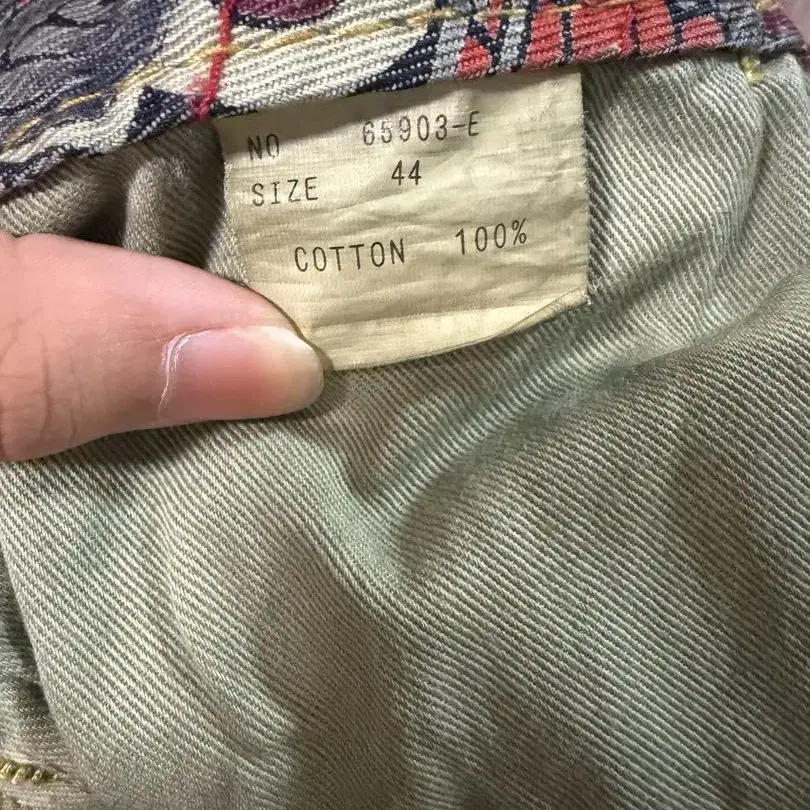 NO 65903-E
SIZE 44
COTTON 100%